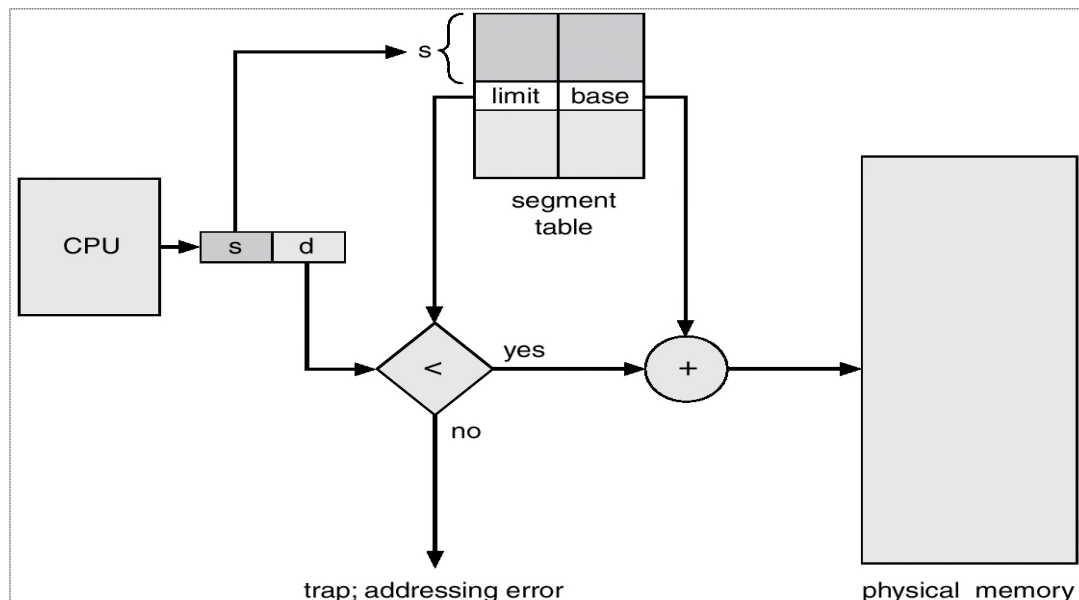 s
limit base
segment
table
CPU
s d
<
yes
+
no
trap; addressing error
physical memory